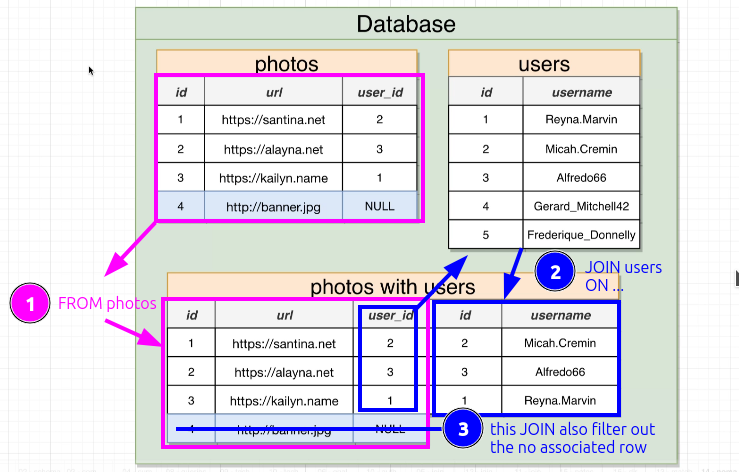 Database
photos
users
id url user_id
1 https://santina.net 2
2 https://alayna.net 3
3 https://kailyn.name 1
4 http://banner.jpg NULL
id username
1 Reyna.Marvin
2 Micah.Cremin
3 Alfredo66
4 Gerard_Mitchell42
5 Frederique_Donnelly
1 FROM photos
2 JOIN users
ON ...
photos with users
id url user_id id username
1 https://santina.net 2 2 Micah.Cremin
2 https://alayna.net 3 3 Alfredo66
3 https://kailyn.name 1 1 Reyna.Marvin
4 http://banner.jpg NULL
3 this JOIN also filter out
the no associated row